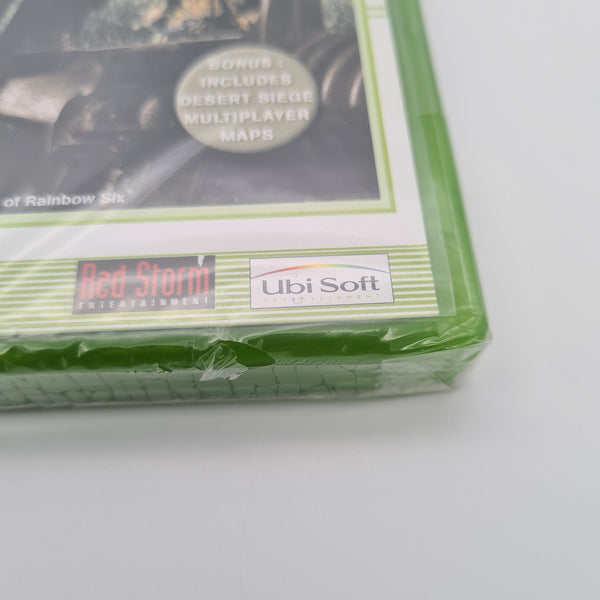 BONUS!
INCLUDES
DESERT SIEGE
MULTIPLAYER
MAPS
of Rainbow Six®
Red Storm
ENTERTAINMENT
Ubi Soft
ENTERTAINMENT